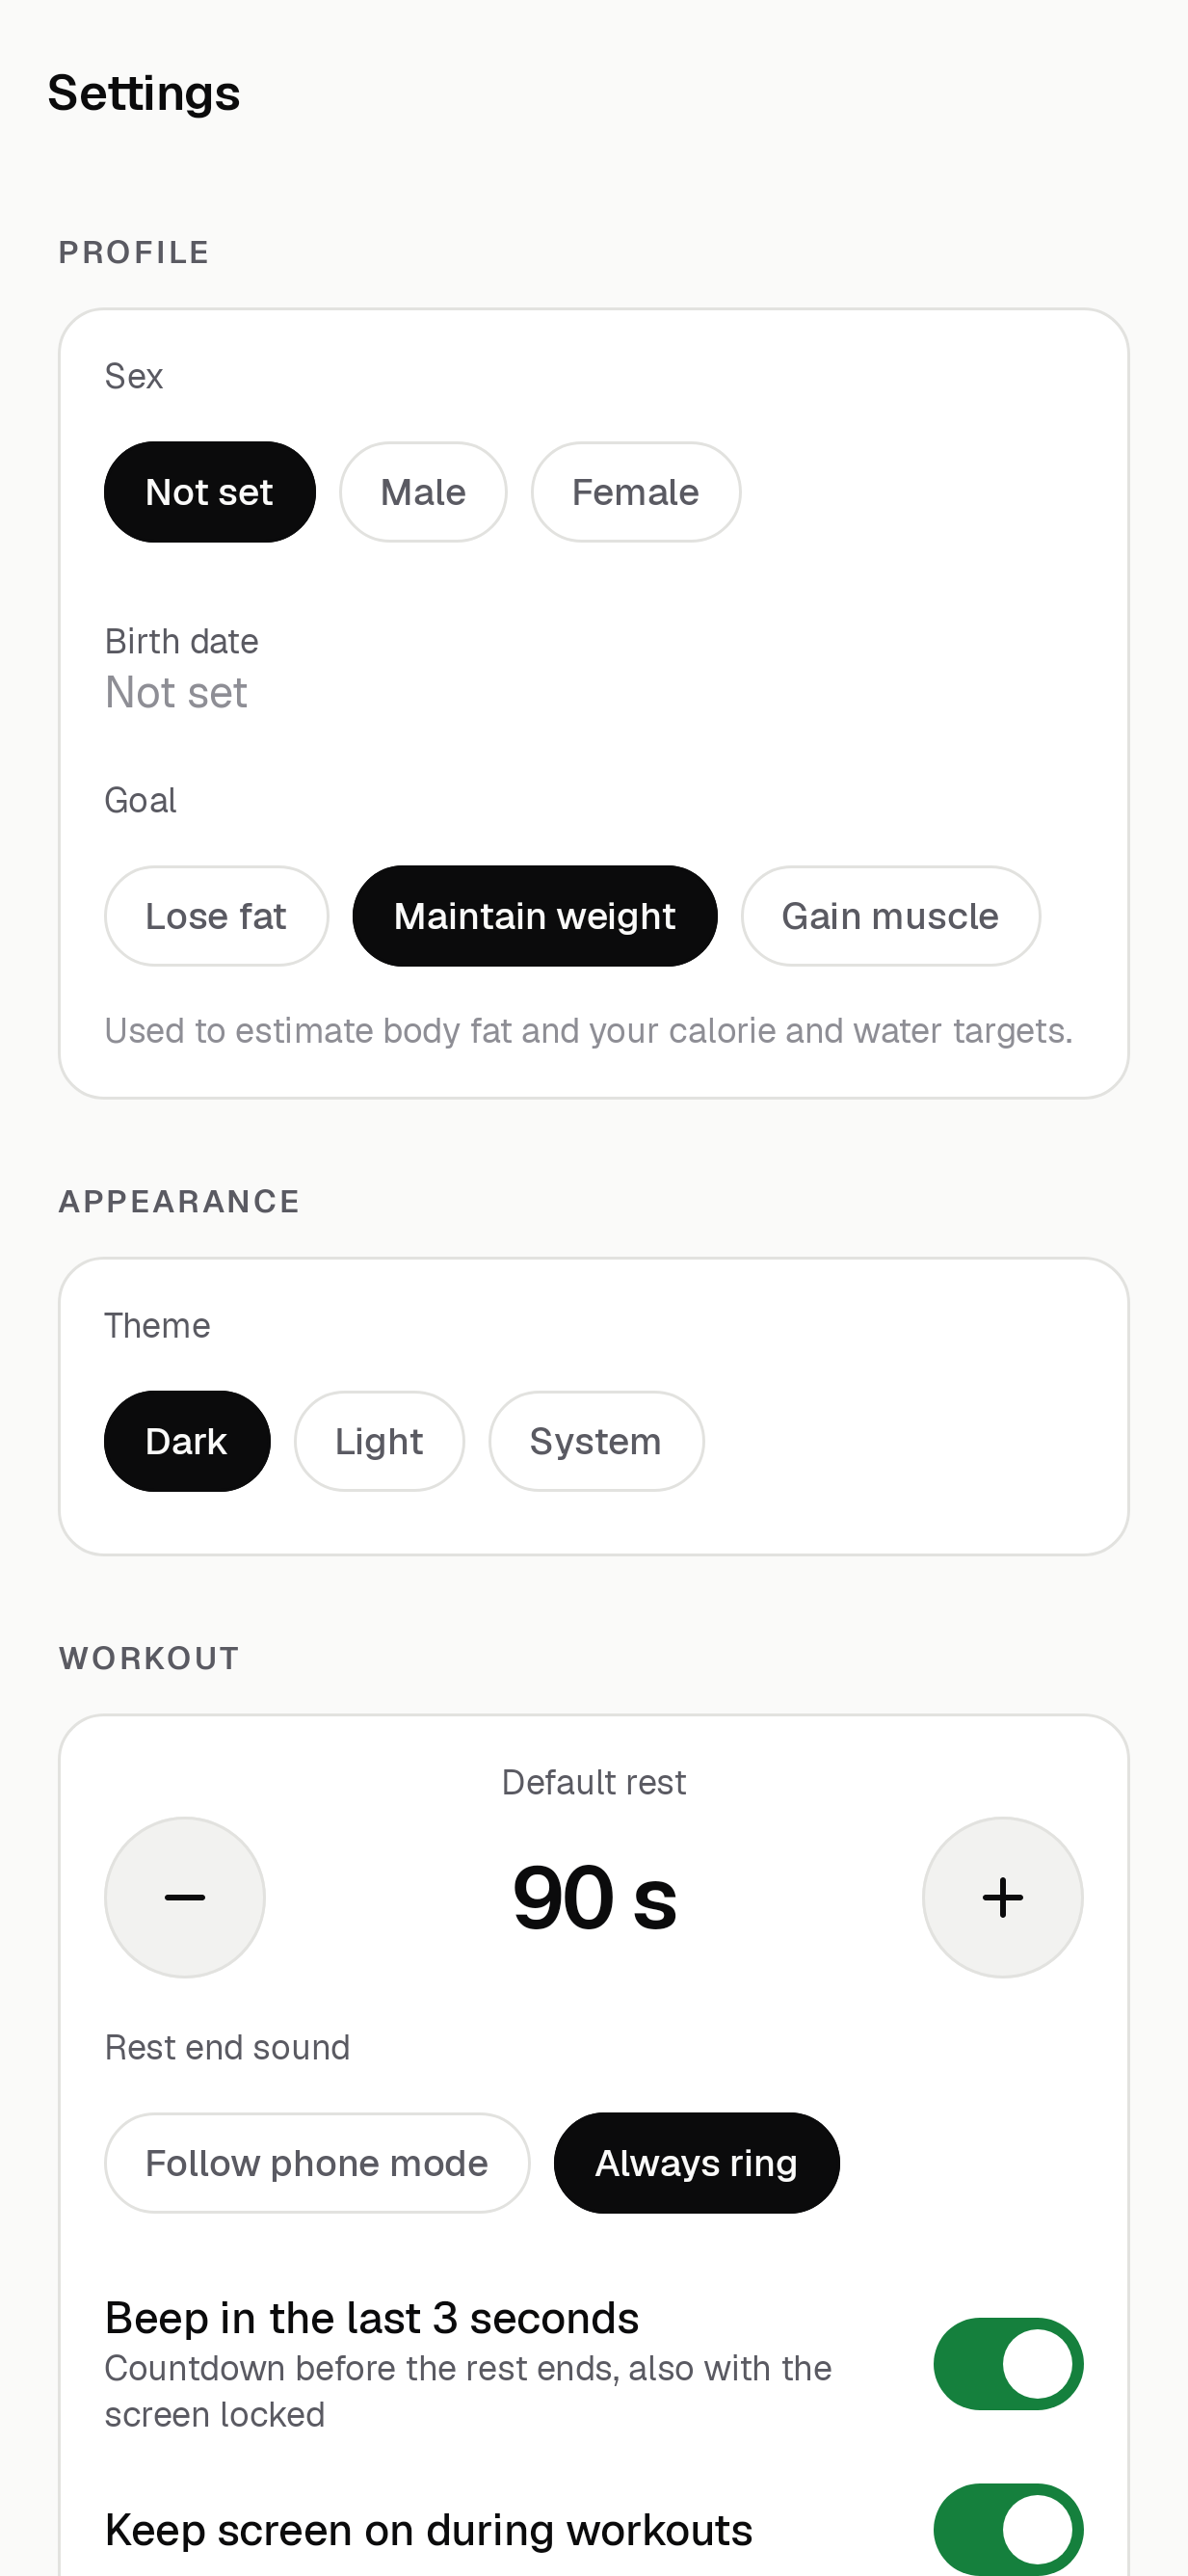 Settings
PROFILE
Sex
Not set
Male
Female
Birth date
Not set
Goal
Lose fat
Maintain weight
Gain muscle
Used to estimate body fat and your calorie and water targets.
APPEARANCE
Theme
Dark
Light
System
WORKOUT
Default rest
90 s
Rest end sound
Follow phone mode
Always ring
Beep in the last 3 seconds
Countdown before the rest ends, also with the
screen locked
Keep screen on during workouts